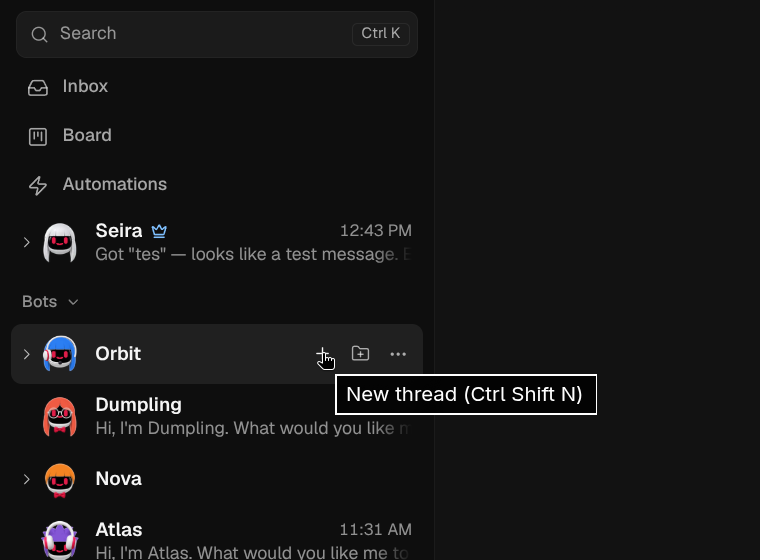 Search
Ctrl K
Inbox
Board
Automations
Seira
12:43 PM
Got "tes" — looks like a test message.
Bots
Orbit
New thread (Ctrl Shift N)
Dumpling
Hi, I'm Dumpling. What would you like
Nova
Atlas
11:31 AM
Hi, I'm Atlas. What would you like me to